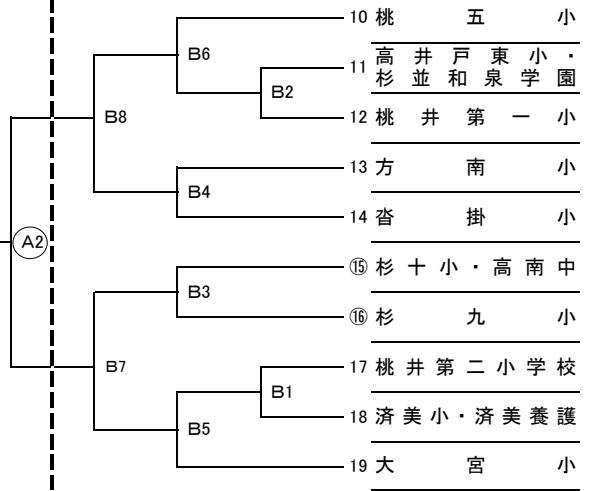 10 桃五小
B6
11 高井戸東小・
杉並和泉学園
B2
B8
12 桃井第一小
13 方南小
B4
14 沓掛小
A2
⑮ 杉十小・高南中
B3
⑯ 杉九小
B7
17 桃井第二小学校
B1
18 済美小・済美養護
B5
19 大宮小